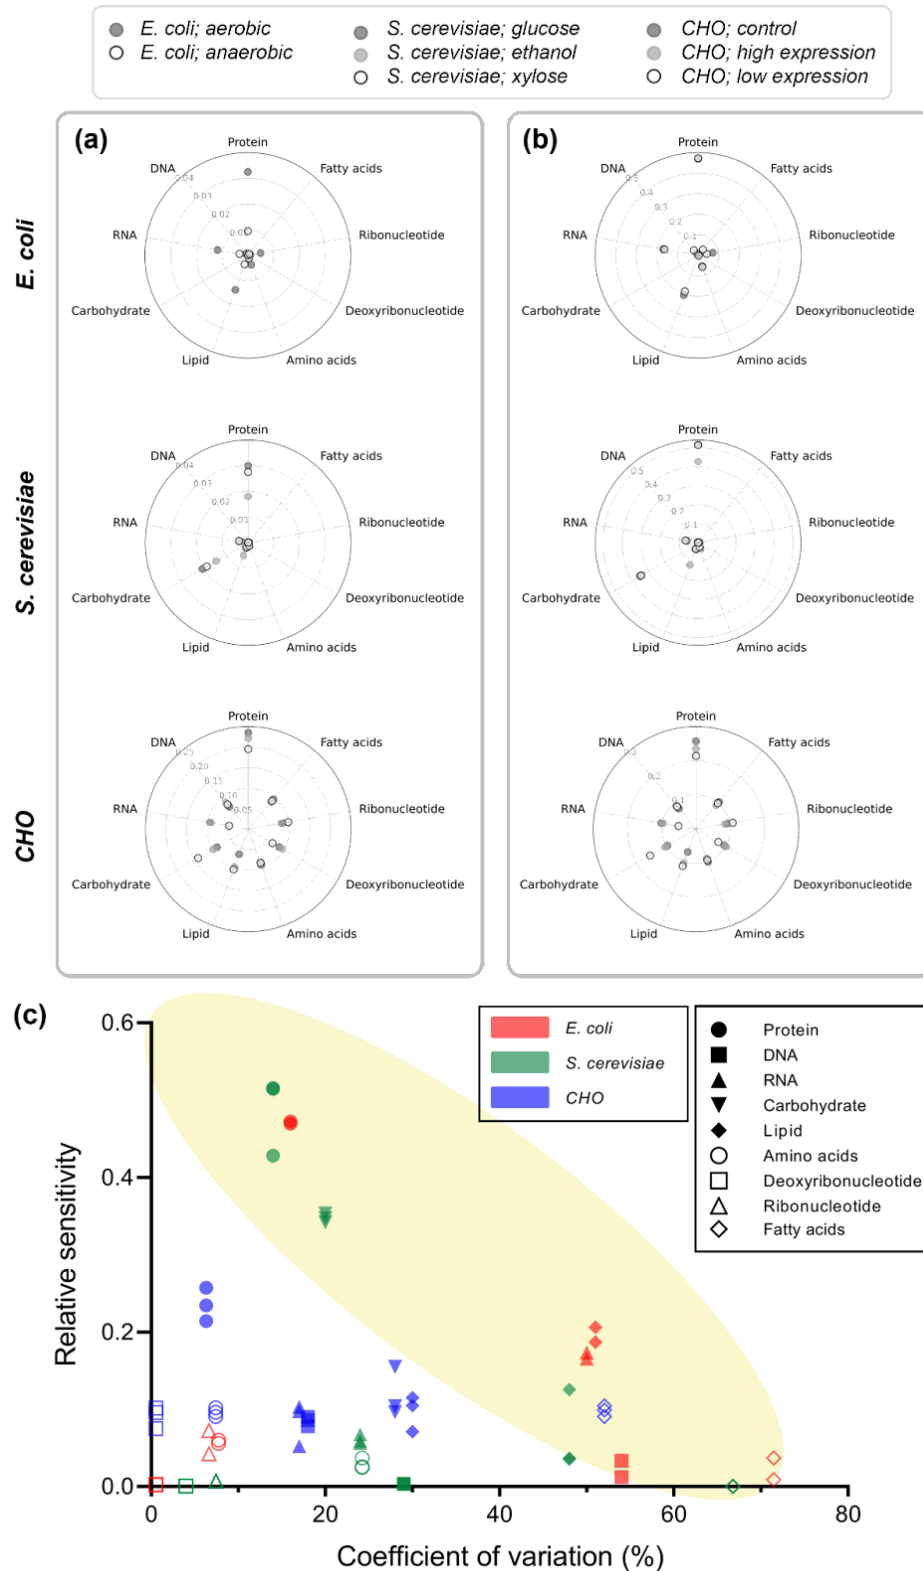 E. coli; aerobic
E. coli; anaerobic
S. cerevisiae; glucose
S. cerevisiae; ethanol
S. cerevisiae; xylose
CHO; control
CHO; high expression
CHO; low expression
(a)
(b)
E. coli
Protein
DNA
Fatty acids
0.04
0.03
0.02
RNA
Ribonucleotide
Carbohydrate
Deoxyribonucleotide
Lipid
Amino acids
Protein
DNA
Fatty acids
0.5
0.4
0.3
0.2
0.1
RNA
Ribonucleotide
Carbohydrate
Deoxyribonucleotide
Lipid
Amino acids
S. cerevisiae
Protein
DNA
Fatty acids
0.04
0.03
0.02
0.01
RNA
Ribonucleotide
Carbohydrate
Deoxyribonucleotide
Lipid
Amino acids
Protein
DNA
Fatty acids
0.5
0.4
0.3
0.1
RNA
Ribonucleotide
Carbohydrate
Deoxyribonucleotide
Lipid
Amino acids
CHO
Protein
DNA
Fatty acids
0.25
0.20
0.15
0.10
0.05
RNA
Ribonucleotide
Carbohydrate
Deoxyribonucleotide
Lipid
Amino acids
Protein
DNA
Fatty acids
0.2
0.1
RNA
Ribonucleotide
Carbohydrate
Deoxyribonucleotide
Lipid
Amino acids
(c)
E. coli
S. cerevisiae
CHO
Protein
DNA
RNA
Carbohydrate
Lipid
Amino acids
Deoxyribonucleotide
Ribonucleotide
Fatty acids
Relative sensitivity
0.6
0.4
0.2
0.0
0
20
40
60
80
Coefficient of variation (%)